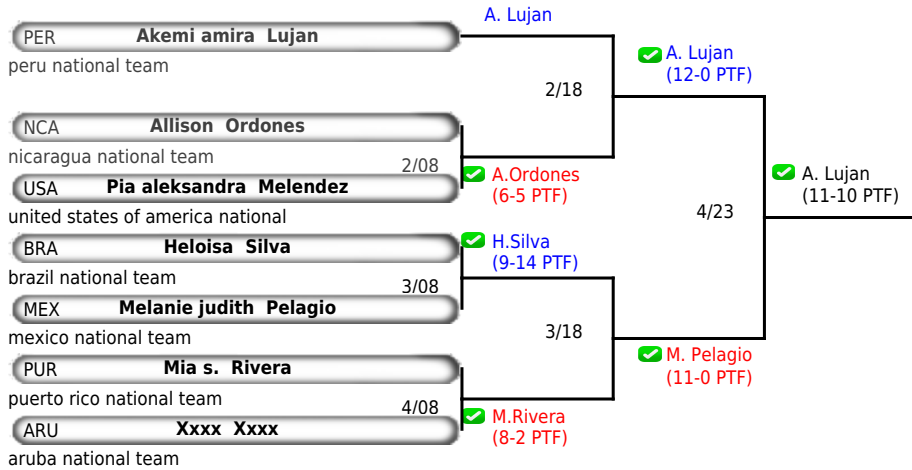 A. Lujan
PER Akemi amira Lujan
peru national team
A. Lujan
(12-0 PTF)
2/18
NCA Allison Ordones
nicaragua national team
2/08
USA Pia aleksandra Melendez
united states of america national
A.Ordones
(6-5 PTF)
A. Lujan
(11-10 PTF)
4/23
BRA Heloisa Silva
brazil national team
H.Silva
(9-14 PTF)
3/08
MEX Melanie judith Pelagio
mexico national team
3/18
M. Pelagio
(11-0 PTF)
PUR Mia s. Rivera
puerto rico national team
4/08
ARU Xxxx Xxxx
aruba national team
M.Rivera
(8-2 PTF)